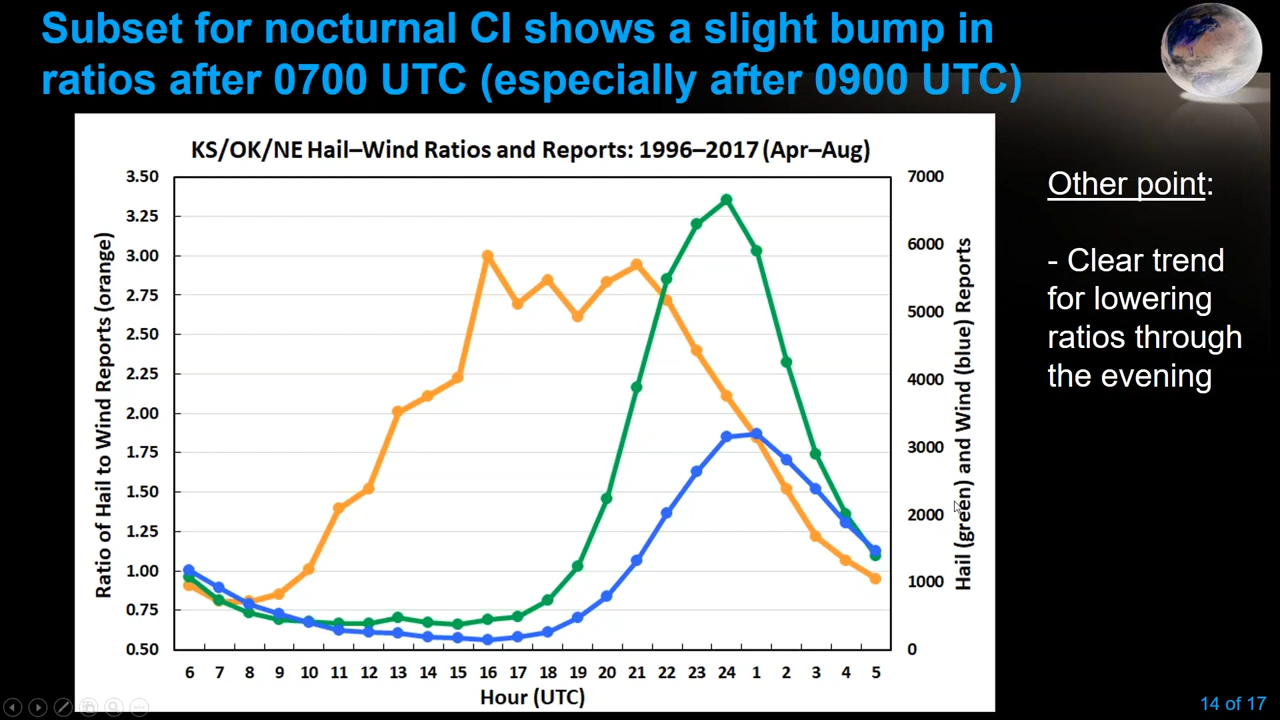 Subset for nocturnal CI shows a slight bump in
ratios after 0700 UTC (especially after 0900 UTC)
KS/OK/NE Hail–Wind Ratios and Reports: 1996–2017 (Apr–Aug)
Ratio of Hail to Wind Reports (orange)
3.50
3.25
3.00
2.75
2.50
2.25
2.00
1.75
1.50
1.25
1.00
0.75
0.50
7000
6000
5000
4000
3000
2000
1000
0
Hail (green) and Wind (blue) Reports
6 7 8 9 10 11 12 13 14 15 16 17 18 19 20 21 22 23 24 1 2 3 4 5
Hour (UTC)
Other point:
- Clear trend
for lowering
ratios through
the evening
14 of 17